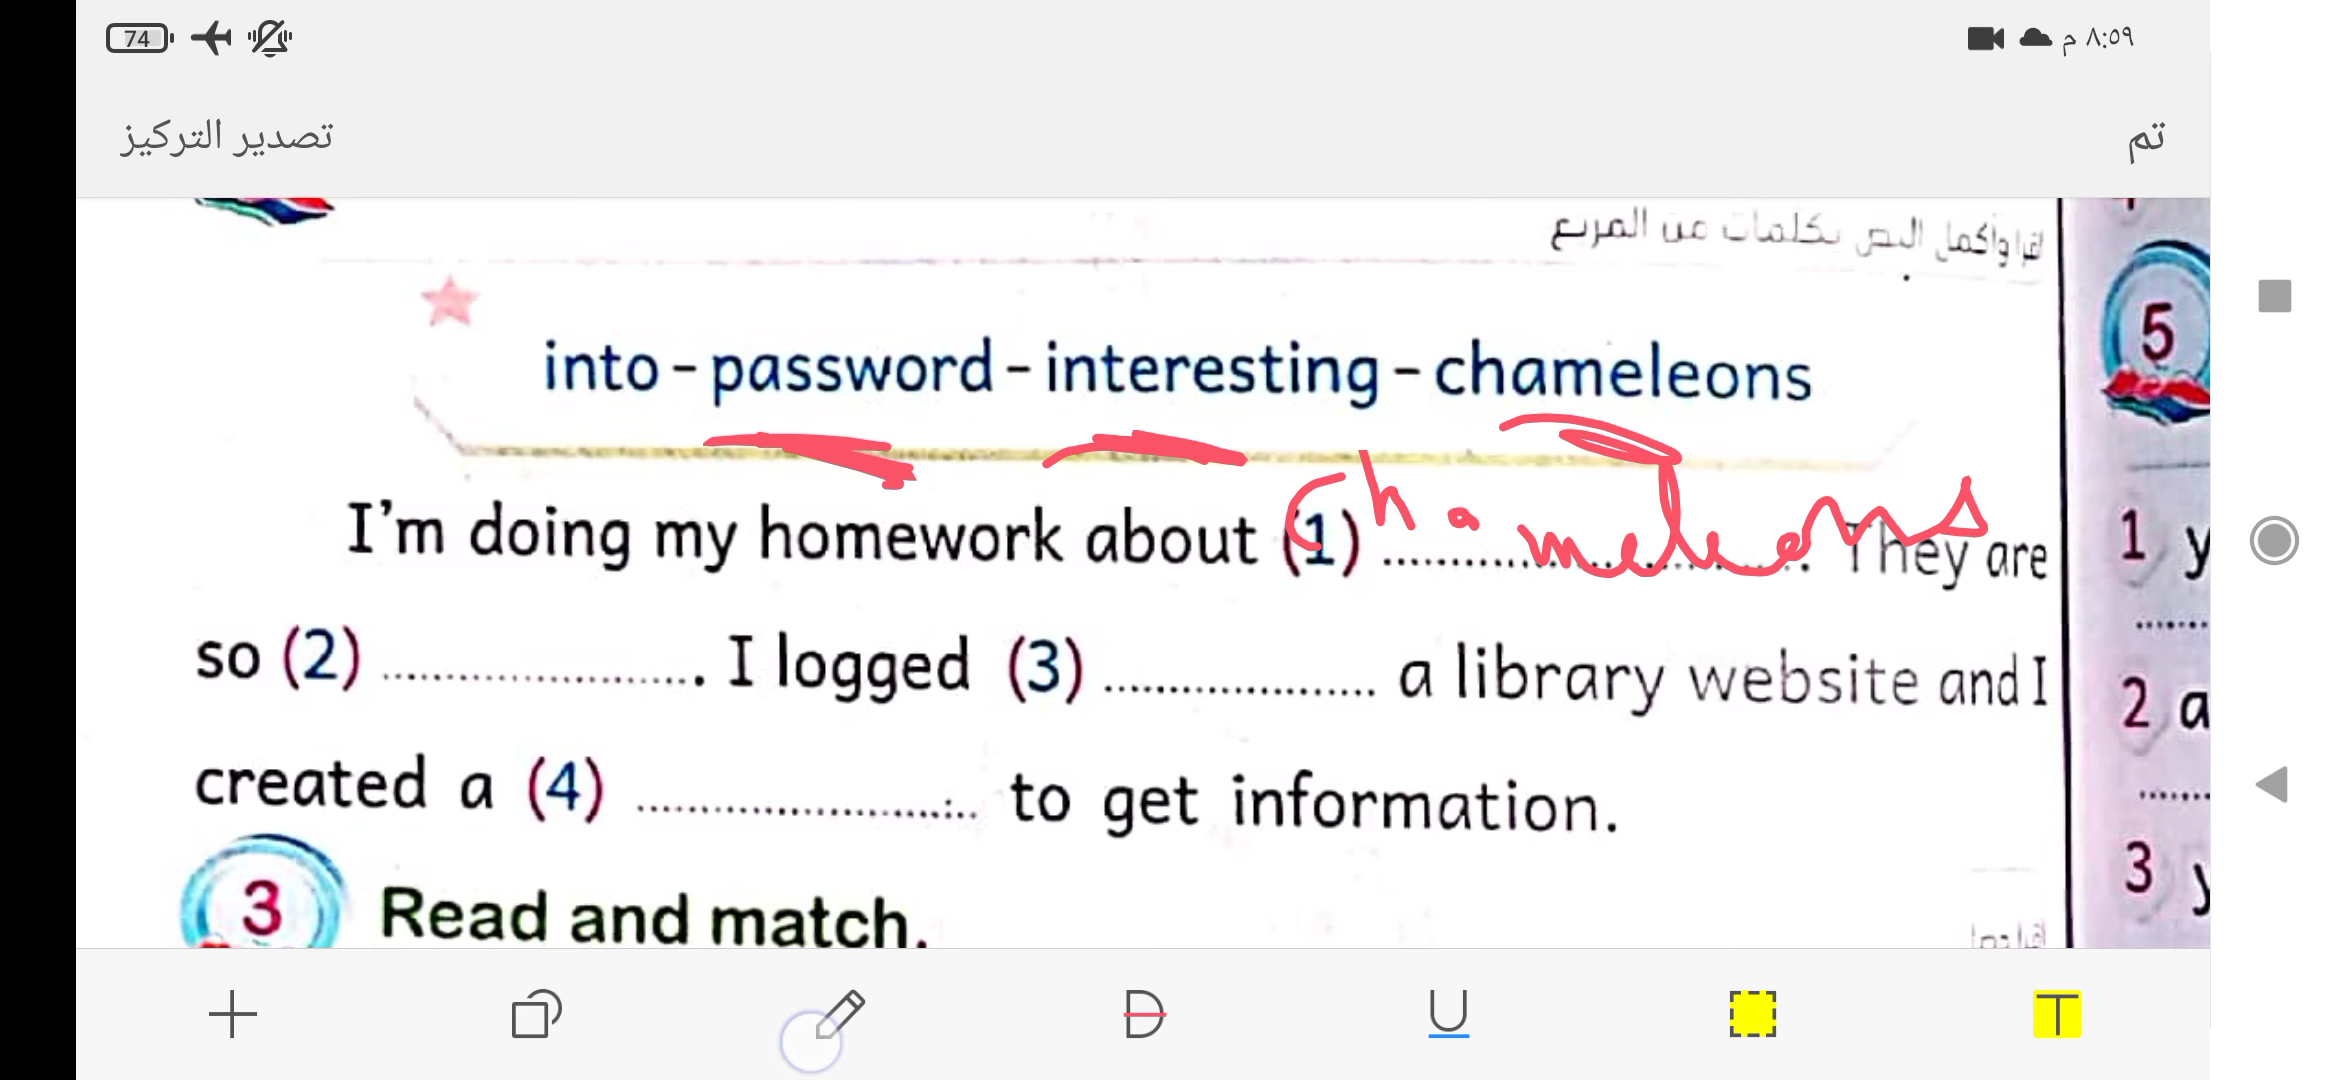 74
٨:٥٩ م
تصدير التركيز
تم
اقرأ وأكمل النص بكلمات من المربع
into - password - interesting - chameleons
I'm doing my homework about (1) ........................ . They are
chameleons
so (2) ........................ . I logged (3) ........................ a library website and I
created a (4) ........................ to get information.
3 Read and match.
5
1 y
2 a
3 y
D
U
T